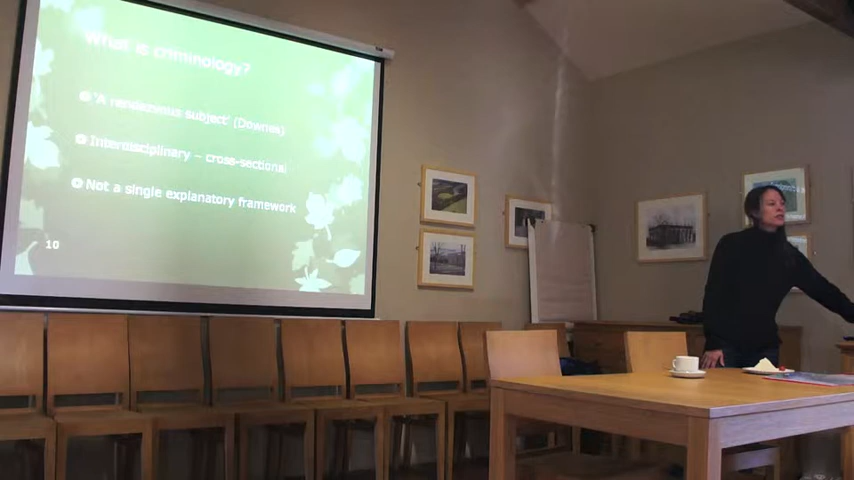 What is criminology?
'A rendezvous subject' (Downes)
Interdisciplinary – cross-sectional
Not a single explanatory framework
10